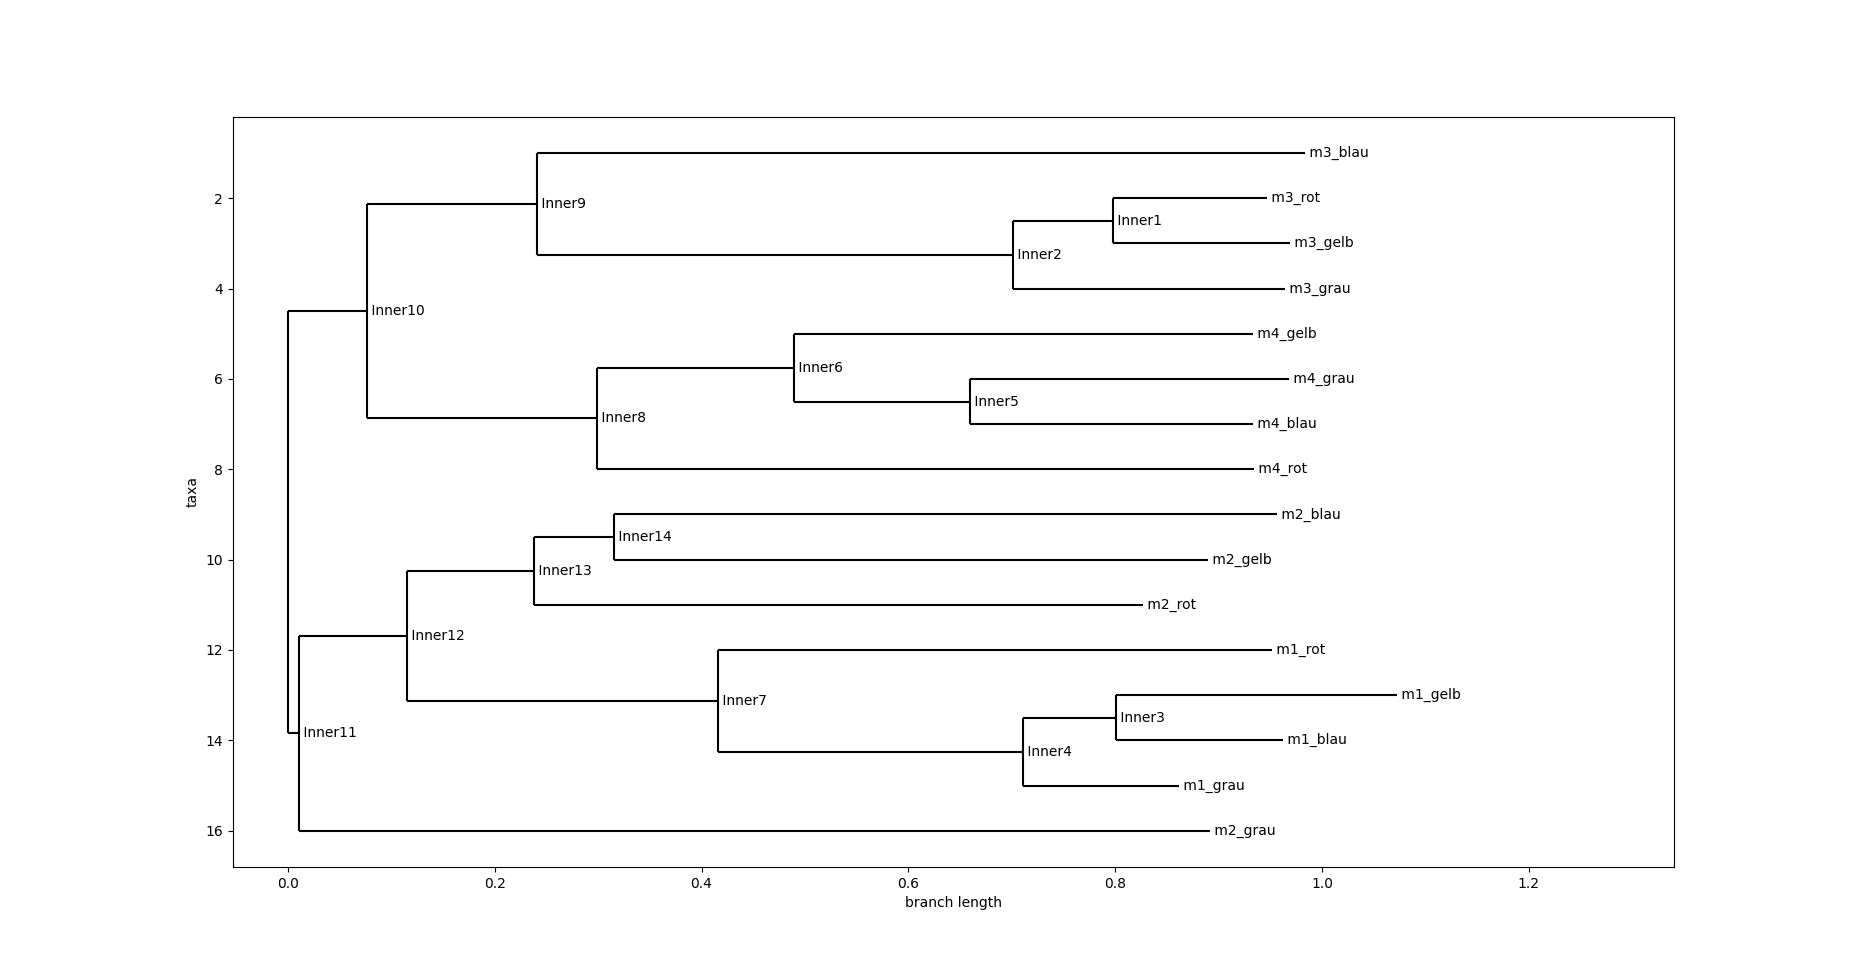 m3_blau
m3_rot
m3_gelb
m3_grau
m4_gelb
m4_grau
m4_blau
m4_rot
m2_blau
m2_gelb
m2_rot
m1_rot
m1_gelb
m1_blau
m1_grau
m2_grau
Inner9
Inner1
Inner2
Inner10
Inner6
Inner5
Inner8
Inner14
Inner13
Inner12
Inner7
Inner3
Inner11
Inner4
2
4
6
8
10
12
14
16
taxa
0.0 0.2 0.4 0.6 0.8 1.0 1.2
branch length